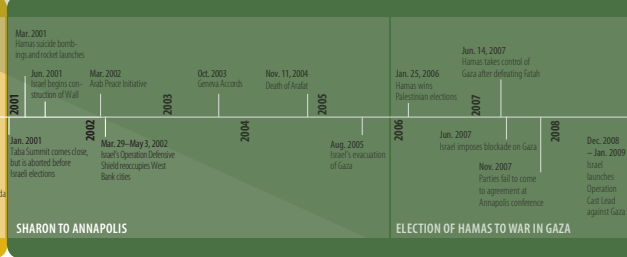 Mar. 2001
Hamas suicide bomb-
ings and rocket launches
Jun. 2001
Israel begins con-
struction of Wall
Mar. 2002
Arab Peace Initiative
Oct. 2003
Geneva Accords
Nov. 11, 2004
Death of Arafat
Jan. 25, 2006
Hamas wins
Palestinian elections
Jun. 14, 2007
Hamas takes control of
Gaza after defeating Fatah
2001
2002
2003
2004
2005
2006
2007
2008
Jan. 2001
Taba Summit comes close,
but is aborted before
Israeli elections
Mar. 29–May 3, 2002
Israel's Operation Defensive
Shield reoccupies West
Bank cities
Aug. 2005
Israel's evacuation
of Gaza
Jun. 2007
Israel imposes blockade on Gaza
Nov. 2007
Parties fail to come
to agreement at
Annapolis conference
Dec. 2008
– Jan. 2009
Israel
launches
Operation
Cast Lead
against Gaza
da
SHARON TO ANNAPOLIS
ELECTION OF HAMAS TO WAR IN GAZA